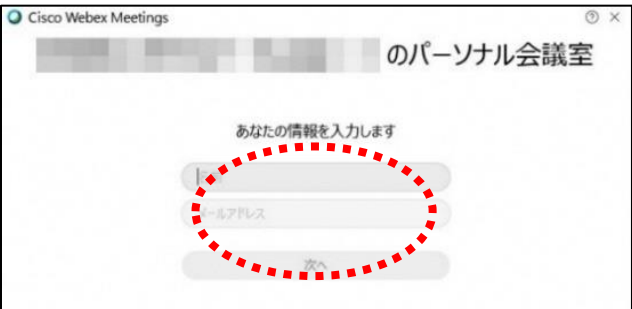 Cisco Webex Meetings
のパーソナル会議室
あなたの情報を入力します
メールアドレス
次へ